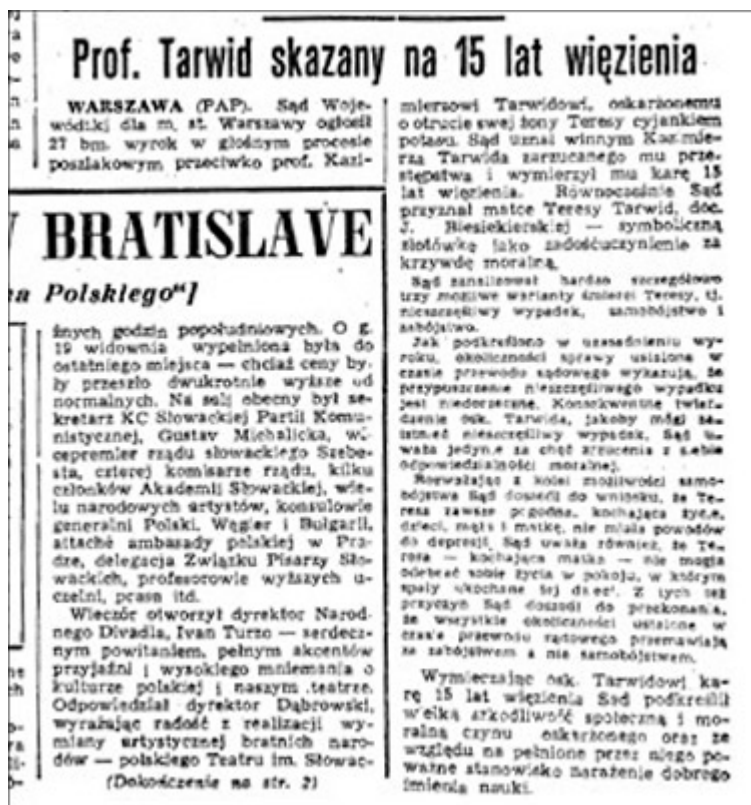 Prof. Tarwid skazany na 15 lat więzienia
WARSZAWA (PAP). Sąd Woje-
wódzki dla m. st. Warszawy ogłosił
27 bm. wyrok w głośnym procesie
poszlakowym przeciwko prof. Kazi-
mierzowi Tarwidowi, oskarżonemu
o otrucie swej żony Teresy cyjankiem
potasu. Sąd uznał winnym Kazimie-
rza Tarwida zarzucanego mu prze-
stępstwa i wymierzył mu karę 15
lat więzienia. Równocześnie Sąd
przyznał matce Teresy Tarwid, doc.
J. Biesiekierskiej — symboliczną
złotówkę jako zadośćuczynienie za
krzywdę moralną.
Sąd zanalizował bardzo szczegółowo
trzy możliwe warianty śmierci Teresy, tj.
nieszczęśliwy wypadek, samobójstwo i
zabójstwo.
Jak podkreślono w uzasadnieniu wy-
roku, okoliczności sprawy ustalone w
czasie przewodu sądowego wykazują, że
przypuszczenie nieszczęśliwego wypadku
jest niedorzeczne. Konsekwentne twier-
dzenie osk. Tarwida, jakoby mógł za-
istnieć nieszczęśliwy wypadek, Sąd u-
waża jedynie za chęć zrzucenia z siebie
odpowiedzialności moralnej.
Rozważając z kolei możliwości samo-
bójstwa Sąd doszedł do wniosku, że Te-
resa zawsze pogodna, kochająca życie,
dzieci, męża i matkę, nie miała powodów
do depresji. Sąd uważa również, że Te-
resa — kochająca matka — nie mogła
odebrać sobie życia w pokoju, w którym
spały ukochane jej dzieci. Z tych też
przyczyn Sąd doszedł do przekonania,
że wszystkie okoliczności ustalone w
czasie przewodu sądowego przemawiają
za zabójstwem a nie samobójstwem.
Wymierzając osk. Tarwidowi ka-
rę 15 lat więzienia Sąd podkreślił
wielką szkodliwość społeczną i mo-
ralną czynu oskarżonego oraz ze
względu na pełnione przez niego po-
ważne stanowisko narażenie dobrego
imienia nauki.
BRATISLAVE
Polskiego"]
źnych godzin popołudniowych. O g.
19 widownia wypełniona była do
ostatniego miejsca — chociaż ceny by-
ły przeszło dwukrotnie wyższe od
normalnych. Na sali obecny był se-
kretarz KC Słowackiej Partii Komu-
nistycznej, Gustav Michalicka, wi-
cepremier rządu słowackiego Szebe-
sta, czterej komisarze rządu, kilku
członków Akademii Słowackiej, wie-
lu narodowych artystów, konsulowie
generalni Polski, Węgier i Bułgarii,
attaché ambasady polskiej w Pra-
dze, delegacja Związku Pisarzy Sło-
wackich, profesorowie wyższych u-
czelni, prasa itd.
Wieczór otworzył dyrektor Narod-
nego Divadla, Ivan Turzo — serdecz-
nym powitaniem, pełnym akcentów
przyjaźni i wysokiego mniemania o
kulturze polskiej i naszym teatrze.
Odpowiedział dyrektor Dąbrowski,
wyrażając radość z realizacji wy-
miany artystycznej bratnich naro-
dów — polskiego Teatru im. Słowac-
(Dokończenie na str. 2)